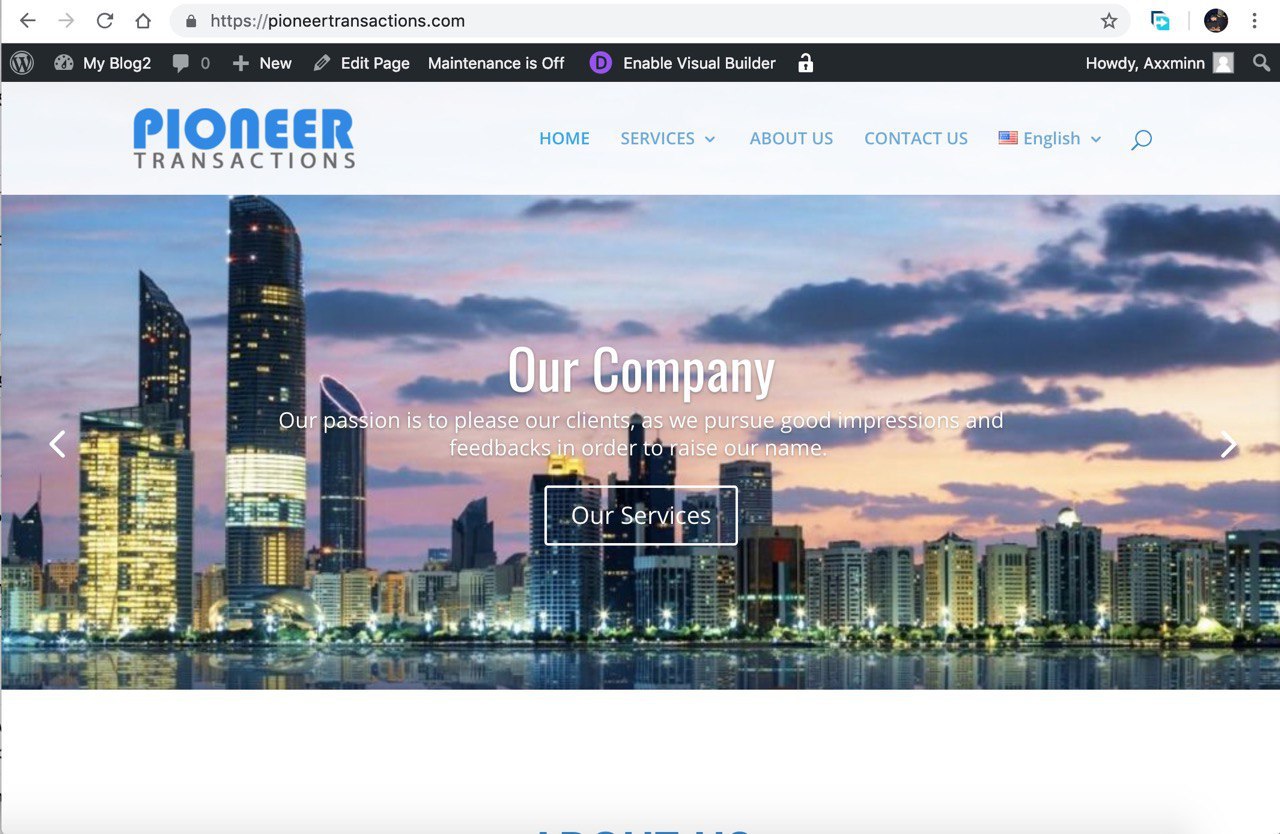 https://pioneertransactions.com
My Blog2 0 New Edit Page Maintenance is Off D Enable Visual Builder Howdy, Axxminn
PIONEER
TRANSACTIONS
HOME SERVICES ABOUT US CONTACT US English
Our Company
Our passion is to please our clients, as we pursue good impressions and
feedbacks in order to raise our name.
Our Services
ABOUT US